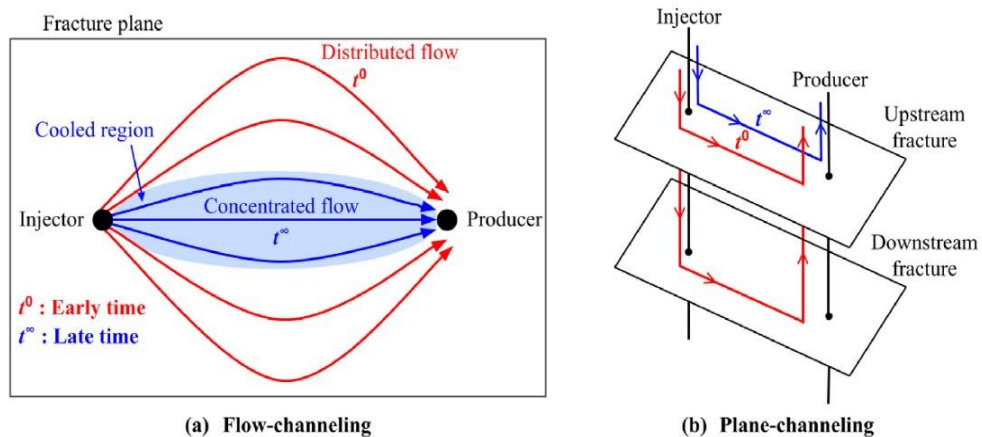 Fracture plane
Distributed flow
t⁰
Cooled region
Injector
Concentrated flow
t^∞
Producer
t⁰ : Early time
t^∞ : Late time
(a) Flow-channeling
Injector
Producer
t^∞
t⁰
Upstream
fracture
Downstream
fracture
(b) Plane-channeling